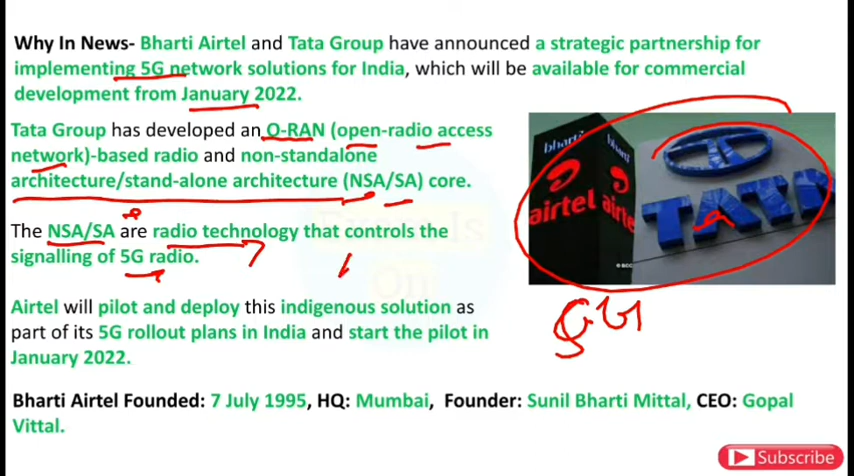 Why In News- Bharti Airtel and Tata Group have announced a strategic partnership for
implementing 5G network solutions for India, which will be available for commercial
development from January 2022.
Tata Group has developed an O-RAN (open-radio access
network)-based radio and non-standalone
architecture/stand-alone architecture (NSA/SA) core.
The NSA/SA are radio technology that controls the
signalling of 5G radio.
Airtel will pilot and deploy this indigenous solution as
part of its 5G rollout plans in India and start the pilot in
January 2022.
bharti
bharti
airtel
airte
TATA
5G
Bharti Airtel Founded: 7 July 1995, HQ: Mumbai, Founder: Sunil Bharti Mittal, CEO: Gopal
Vittal.
Subscribe